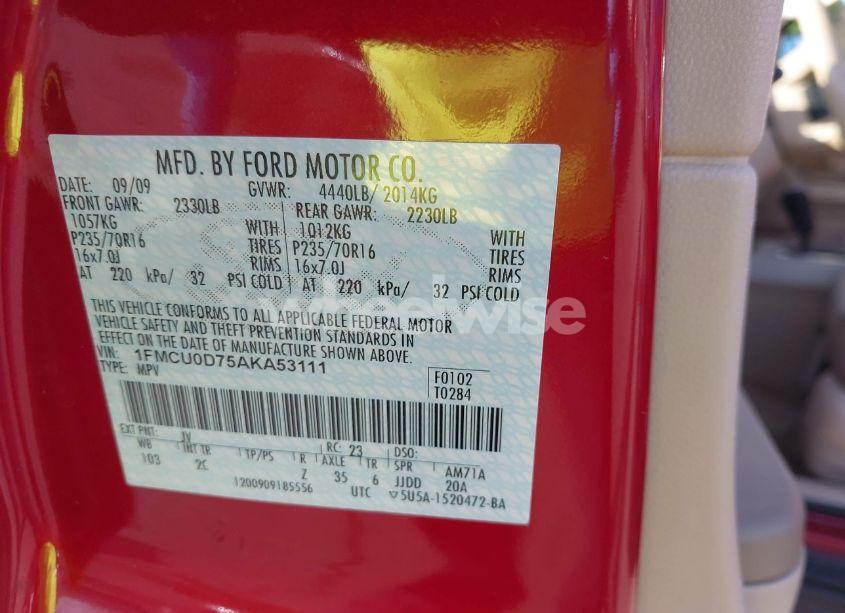 MFD. BY FORD MOTOR CO.
DATE: 09/09 GVWR: 4440LB/ 2014KG
FRONT GAWR: 2330LB REAR GAWR: 2230LB
1057KG WITH 1012KG WITH
P235/70R16 TIRES P235/70R16 TIRES
16x7.0J RIMS 16x7.0J RIMS
AT 220 kPa/ 32 PSI COLD AT 220 kPa/ 32 PSI COLD
THIS VEHICLE CONFORMS TO ALL APPLICABLE FEDERAL MOTOR
VEHICLE SAFETY AND THEFT PREVENTION STANDARDS IN
EFFECT ON THE DATE OF MANUFACTURE SHOWN ABOVE.
VIN: 1FMCU0D75AKA53111
TYPE: MPV
F0102
T0284
EXT PNT: JV RC: 23 DSO:
WB INT TR TP/PS R AXLE TR SPR AM71A
103 2C Z 35 6 JJDD 20A
1200909185556 UTC ▽5U5A-1520472-BA
wheelwise